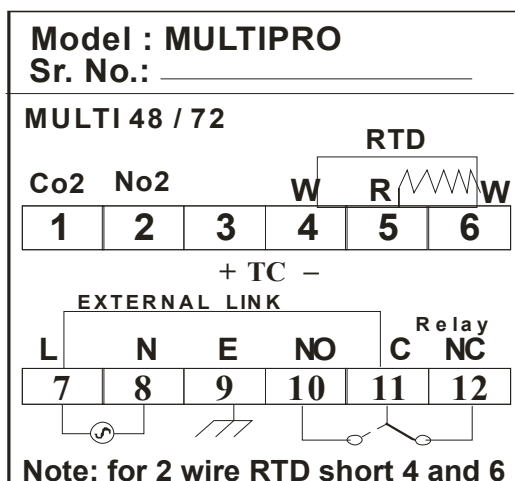 Model : MULTIPRO
Sr. No.:
MULTI 48 / 72
RTD
Co2 No2 W R W
1 2 3 4 5 6
+ TC –
EXTERNAL LINK
Relay
L N E NO C NC
7 8 9 10 11 12
Note: for 2 wire RTD short 4 and 6